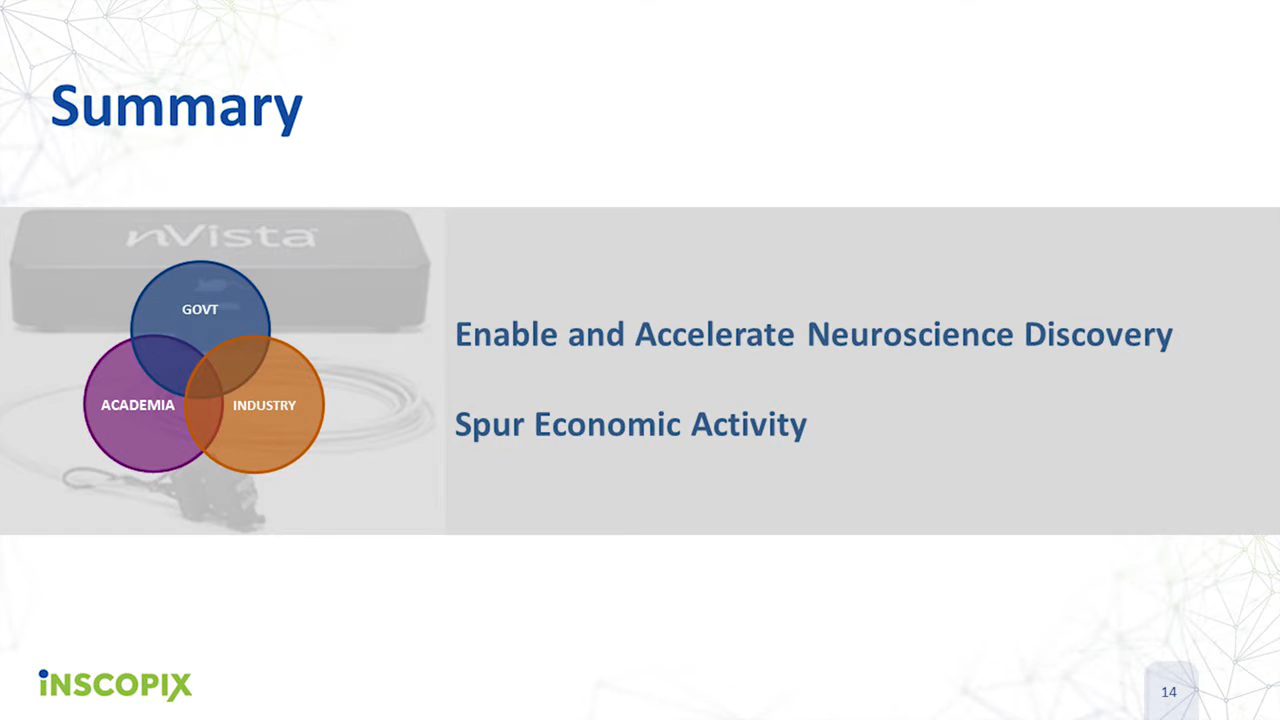 Summary
nVista
GOVT
ACADEMIA
INDUSTRY
Enable and Accelerate Neuroscience Discovery
Spur Economic Activity
iNSCOPIX
14